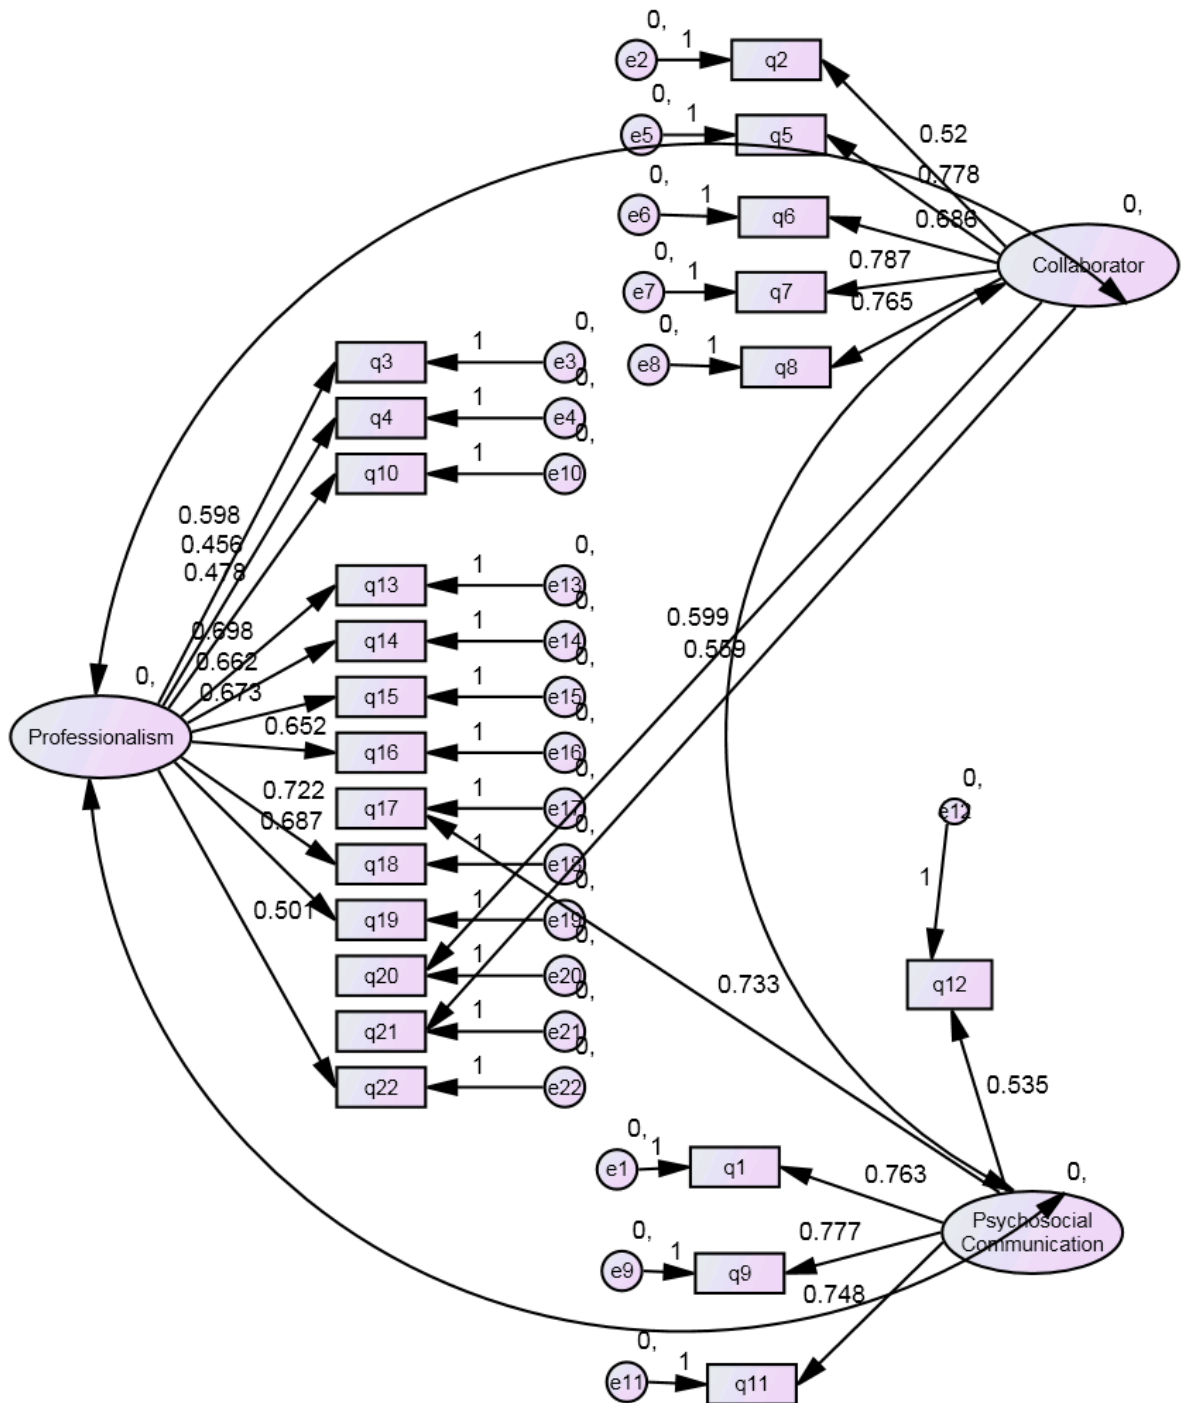 0,
e2 1 q2
0,
e5 1 q5
0.52
0.778
0,
e6 1 q6
0.686
0,
Collaborator
0,
e7 1 q7
0.787
0.765
0,
e8 1 q8
0,
q3 1 e3
0,
q4 1 e4
0,
q10 1 e10
0.598
0.456
0.478
0,
q13 1 e13
0,
q14 1 e14
0,
q15 1 e15
0,
q16 1 e16
0,
q17 1 e17
0,
q18 1 e18
0,
q19 1 e19
0,
q20 1 e20
0,
q21 1 e21
0,
q22 1 e22
0.698
0.662
0.673
0.652
0,
Professionalism
0.722
0.687
0.501
0.599
0.559
0.733
0,
e12
1
q12
0.535
0,
e1 1 q1
0.763
0,
Psychosocial
Communication
0,
e9 1 q9
0.777
0.748
0,
e11 1 q11